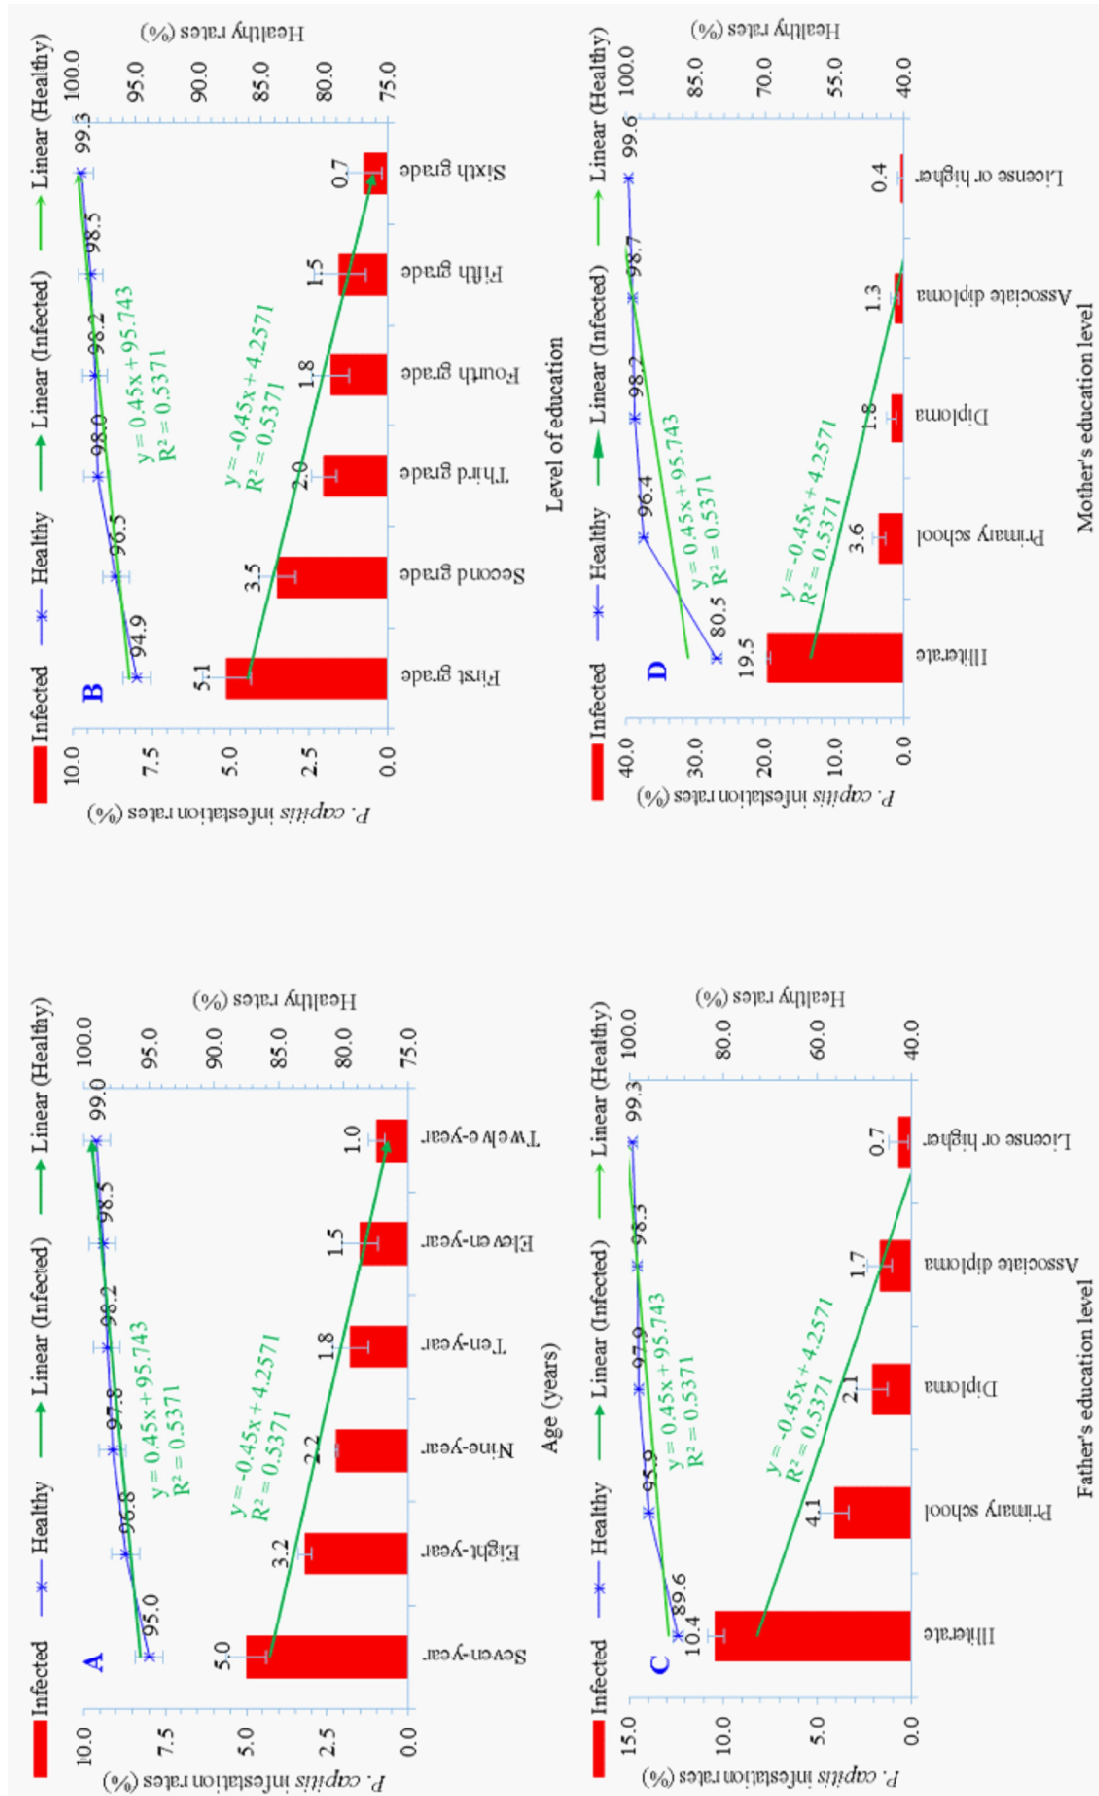 Infected Healthy Linear (Infected) Linear (Healthy)
A
P. capitis infestation rates (%)
10.0
7.5
5.0
2.5
0.0
Healthy rates (%)
100.0
95.0
90.0
85.0
80.0
75.0
95.0
96.8
97.8
98.2
98.5
99.0
y = 0.45x + 95.743
R² = 0.5371
y = -0.45x + 4.2571
R² = 0.5371
5.0
3.2
2.2
1.8
1.5
1.0
Seven-year
Eight-year
Nine-year
Ten-year
Eleven-year
Twelve-year
Age (years)
Infected Healthy Linear (Infected) Linear (Healthy)
B
P. capitis infestation rates (%)
10.0
7.5
5.0
2.5
0.0
Healthy rates (%)
100.0
95.0
90.0
85.0
80.0
75.0
94.9
96.5
98.0
98.2
98.5
99.3
y = 0.45x + 95.743
R² = 0.5371
y = -0.45x + 4.2571
R² = 0.5371
5.1
3.5
2.0
1.8
1.5
0.7
First grade
Second grade
Third grade
Fourth grade
Fifth grade
Sixth grade
Level of education
Infected Healthy Linear (Infected) Linear (Healthy)
C
P. capitis infestation rates (%)
15.0
10.0
5.0
0.0
Healthy rates (%)
100.0
80.0
60.0
40.0
89.6
95.9
97.9
98.3
99.3
y = 0.45x + 95.743
R² = 0.5371
y = -0.45x + 4.2571
R² = 0.5371
10.4
4.1
2.1
1.7
0.7
Illiterate
Primary school
Diploma
Associate diploma
License or higher
Father's education level
Infected Healthy Linear (Infected) Linear (Healthy)
D
P. capitis infestation rates (%)
40.0
30.0
20.0
10.0
0.0
Healthy rates (%)
100.0
85.0
70.0
55.0
40.0
80.5
96.4
98.2
98.7
99.6
y = 0.45x + 95.743
R² = 0.5371
y = -0.45x + 4.2571
R² = 0.5371
19.5
3.6
1.8
1.3
0.4
Illiterate
Primary school
Diploma
Associate diploma
License or higher
Mother's education level